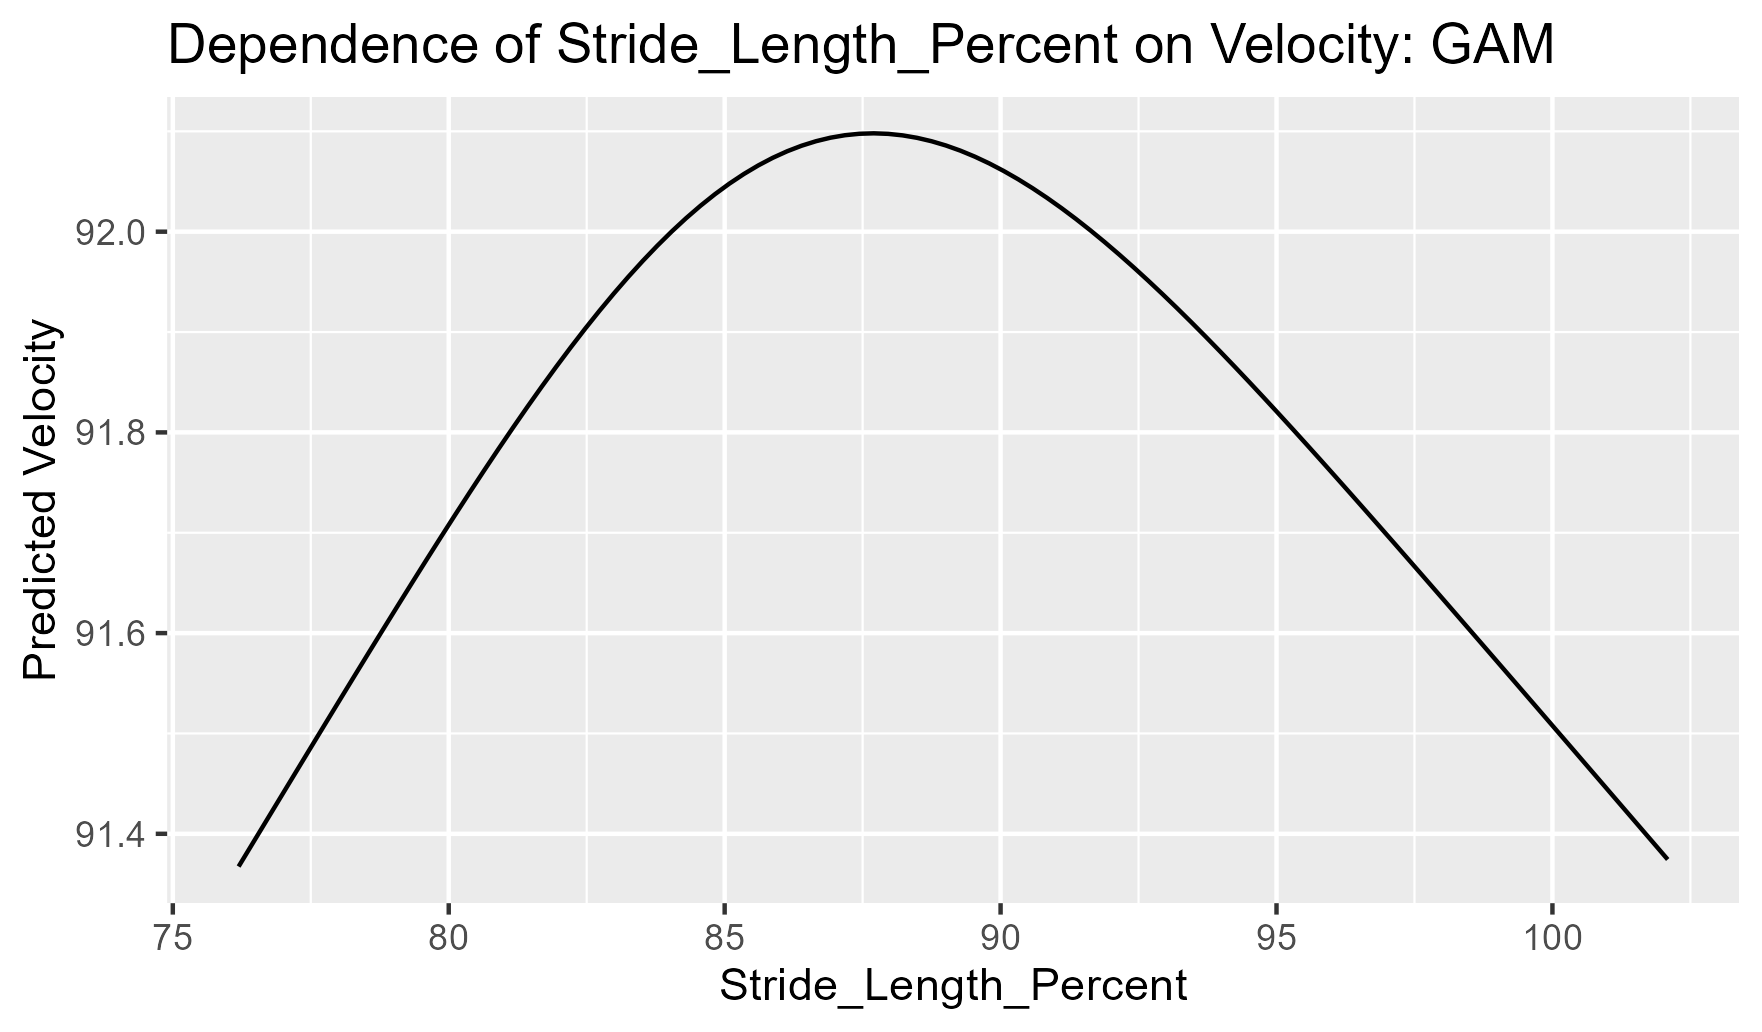 Dependence of Stride_Length_Percent on Velocity: GAM
Predicted Velocity
92.0
91.8
91.6
91.4
75 80 85 90 95 100
Stride_Length_Percent